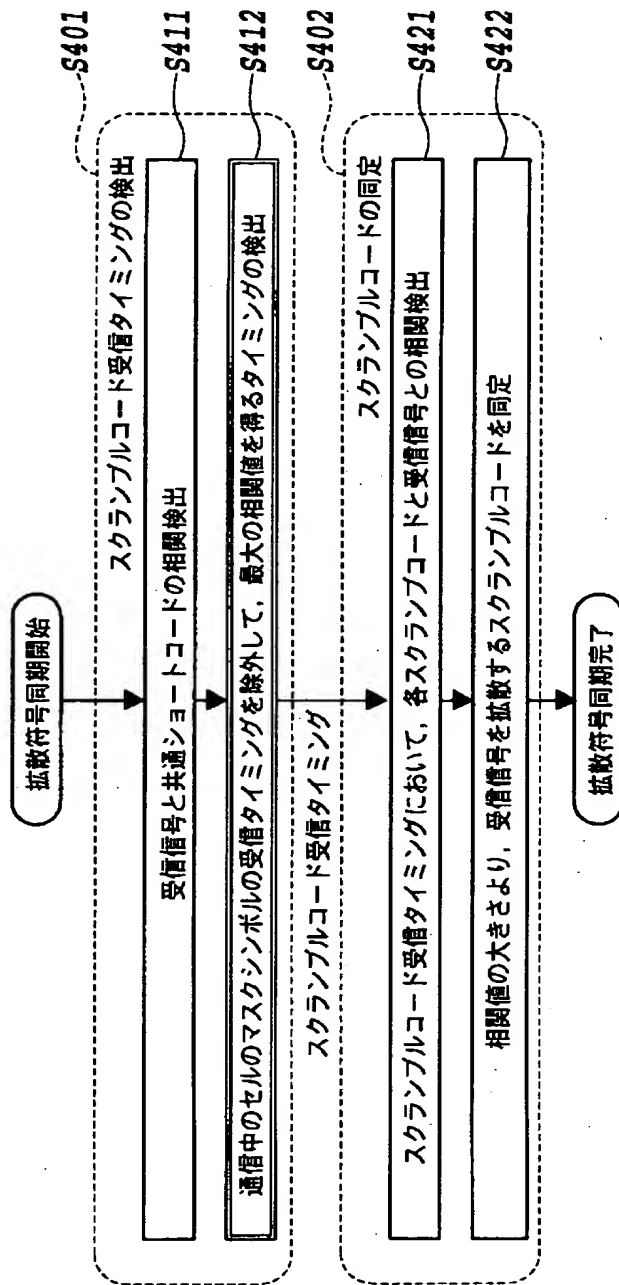 拡散符号同期開始
スクランブルコード受信タイミングの検出
S401
受信信号と共通ショートコードの相関検出
S411
通信中のセルのマスクシンボルの受信タイミングを除外して，最大の相関値を得るタイミングの検出
S412
スクランブルコード受信タイミング
スクランブルコードの同定
S402
スクランブルコード受信タイミングにおいて，各スクランブコードと受信信号との相関検出
S421
相関値の大きさより，受信信号を拡散するスクランブルコードを同定
S422
拡散符号同期完了